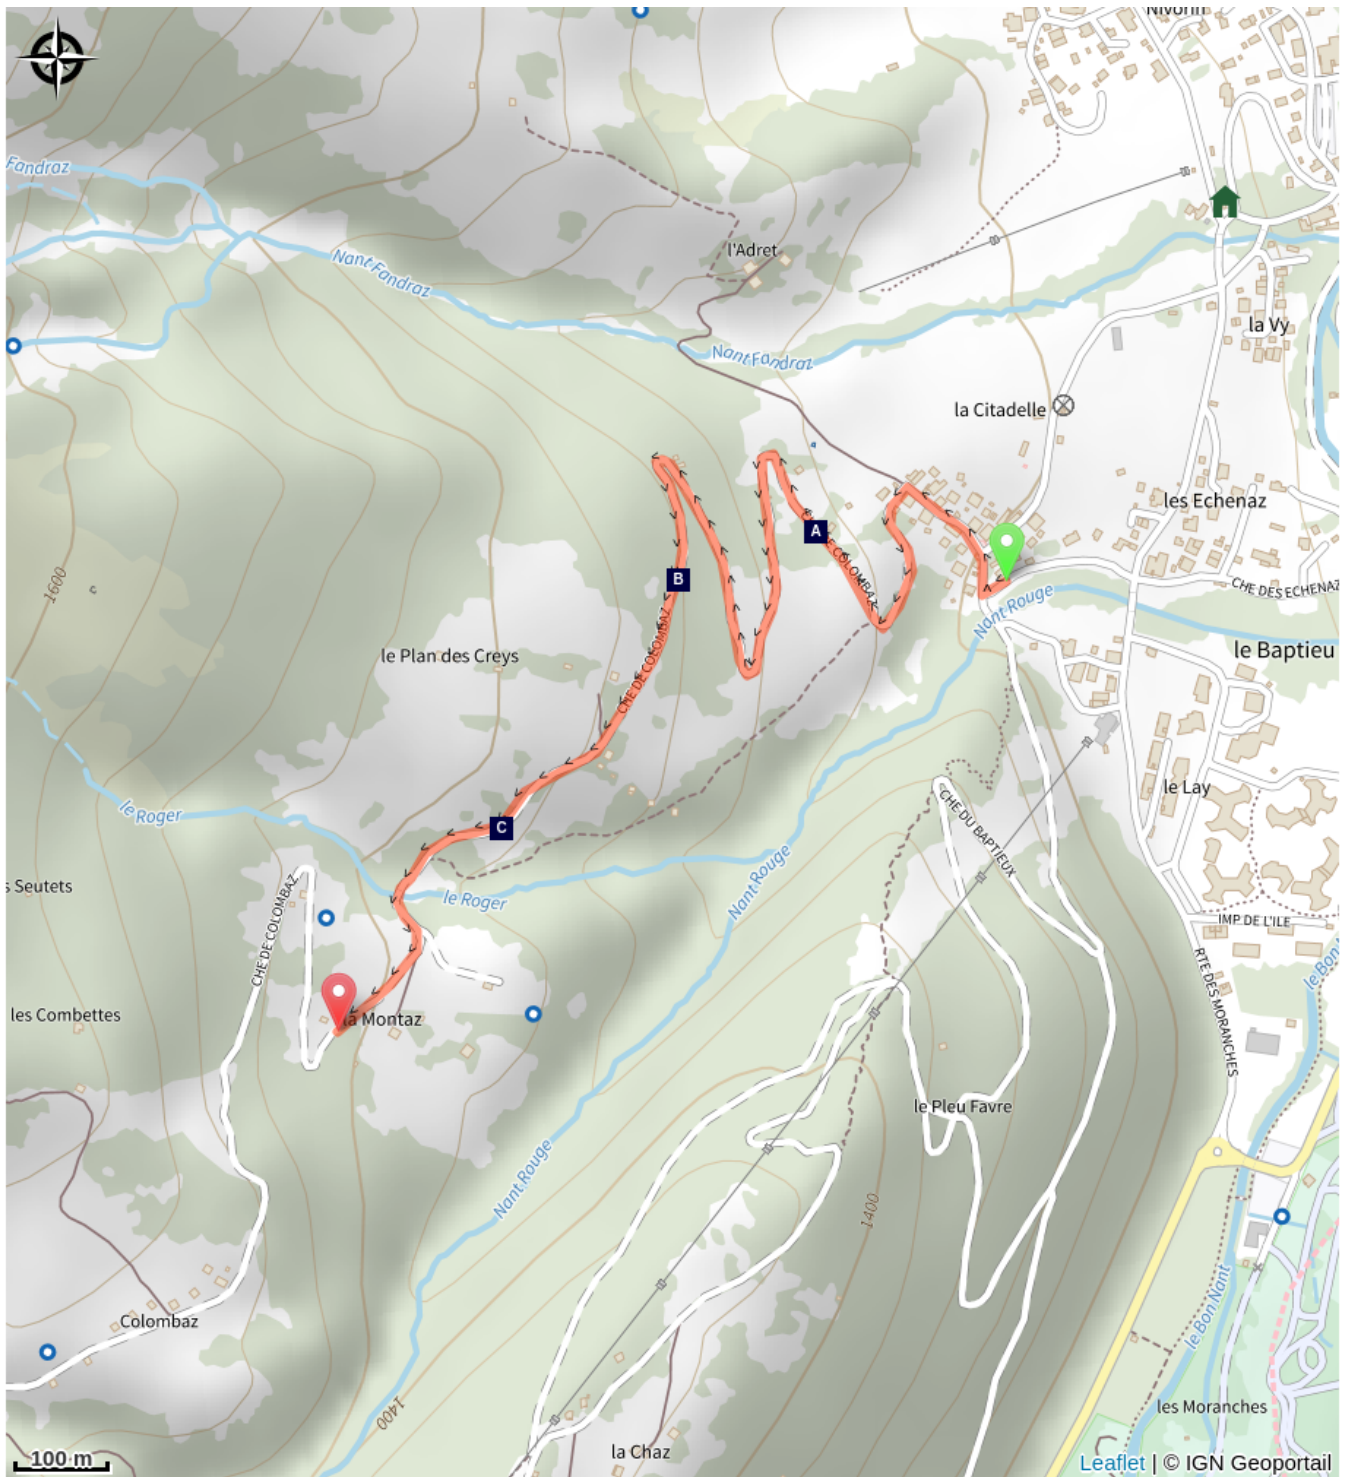 Nivorin
Fandraz
Nant Fandraz
l'Adret
la Vy
Nant Fandraz
la Citadelle
les Echenaz
A
CHE DE COLOMBAZ
B
1600
CHE DES ECHENAZ
Nant Rouge
le Baptieu
le Plan des Creys
CHE DE COLOMBAZ
le Lay
le Roger
CHE DU BAPTIEUX
C
Nant Rouge
s Seutets
le Roger
CHE DE COLOMBAZ
IMP DE L'ILE
RTE DES MORANCHES
le Bon N
les Combettes
la Montaz
le Pleu Favre
Nant Rouge
1400
Colombaz
le Bon Nant
1400
les Moranches
la Chaz
100 m
Leaflet | © IGN Geoportail